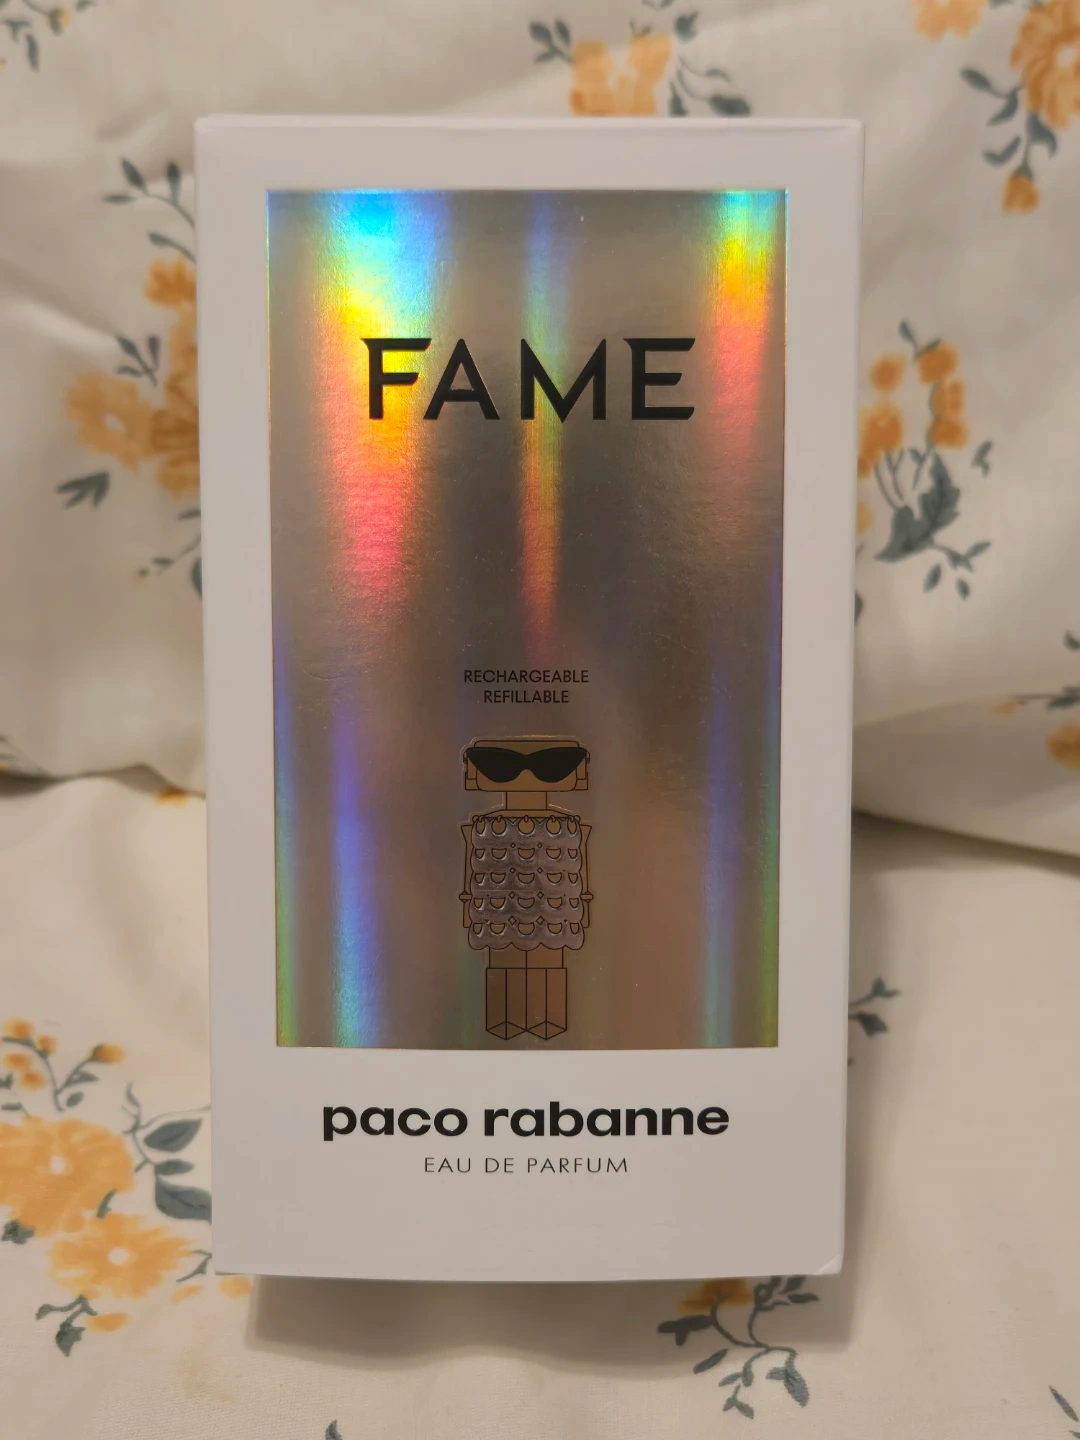 FAME
RECHARGEABLE
REFILLABLE
paco rabanne
EAU DE PARFUM